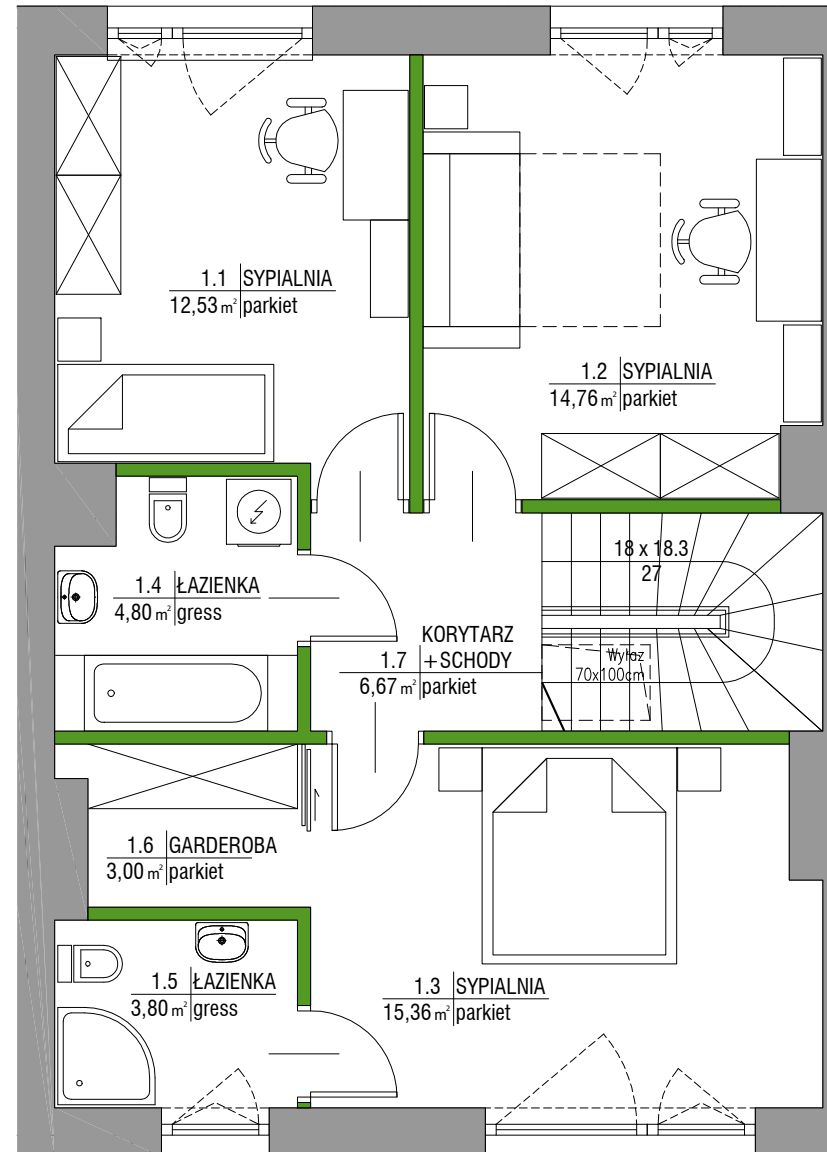 1.1 SYPIALNIA
12,53 m² parkiet
1.2 SYPIALNIA
14,76 m² parkiet
18 x 18.3
27
1.4 ŁAZIENKA
4,80 m² gress
KORYTARZ
1.7 +SCHODY
6,67 m² parkiet
Wyłaz
70x100cm
1.6 GARDEROBA
3,00 m² parkiet
1.5 ŁAZIENKA
3,80 m² gress
1.3 SYPIALNIA
15,36 m² parkiet